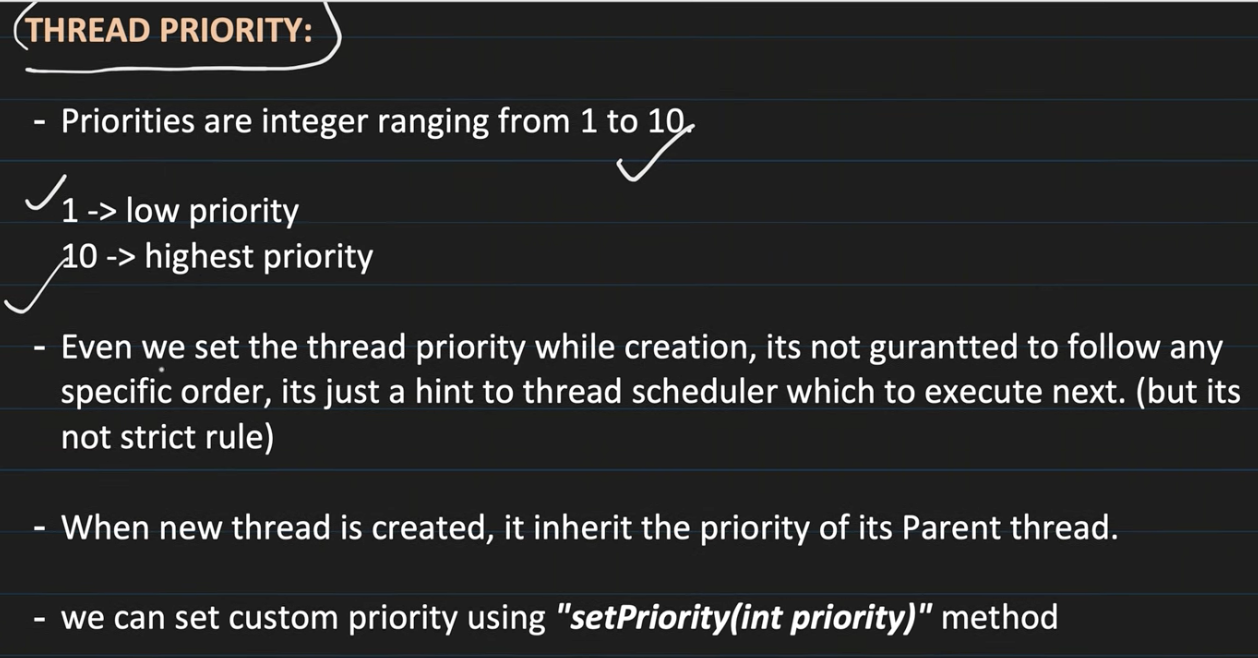 THREAD PRIORITY:
- Priorities are integer ranging from 1 to 10.
1 -> low priority
10 -> highest priority
- Even we set the thread priority while creation, its not gurantted to follow any
specific order, its just a hint to thread scheduler which to execute next. (but its
not strict rule)
- When new thread is created, it inherit the priority of its Parent thread.
- we can set custom priority using "setPriority(int priority)" method